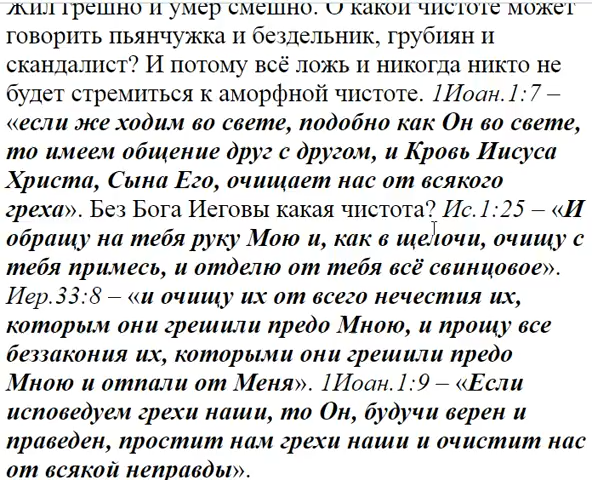 Жил грешно и умер смешно. О какой чистоте может
говорить пьянчужка и бездельник, грубиян и
скандалист? И потому всё ложь и никогда никто не
будет стремиться к аморфной чистоте. 1Иоан.1:7 –
«если же ходим во свете, подобно как Он во свете,
то имеем общение друг с другом, и Кровь Иисуса
Христа, Сына Его, очищает нас от всякого
греха». Без Бога Иеговы какая чистота? Ис.1:25 – «И
обращу на тебя руку Мою и, как в щелочи, очищу с
тебя примесь, и отделю от тебя всё свинцовое».
Иер.33:8 – «и очищу их от всего нечестия их,
которым они грешили предо Мною, и прощу все
беззакония их, которыми они грешили предо
Мною и отпали от Меня». 1Иоан.1:9 – «Если
исповедуем грехи наши, то Он, будучи верен и
праведен, простит нам грехи наши и очистит нас
от всякой неправды».